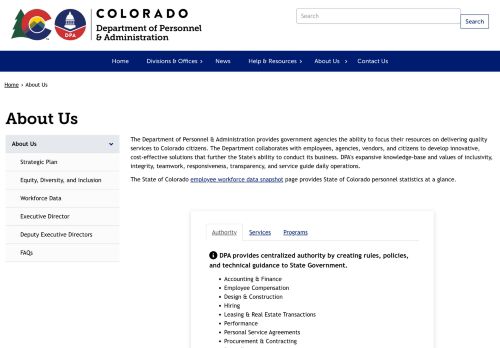 COLORADO
Department of Personnel
& Administration
DPA
Search
Search
Home
Divisions & Offices
News
Help & Resources
About Us
Contact Us
Home › About Us
About Us
About Us
Strategic Plan
Equity, Diversity, and Inclusion
Workforce Data
Executive Director
Deputy Executive Directors
FAQs
The Department of Personnel & Administration provides government agencies the ability to focus their resources on delivering quality
services to Colorado citizens. The Department collaborates with employees, agencies, vendors, and citizens to develop innovative,
cost-effective solutions that further the State's ability to conduct its business. DPA's expansive knowledge-base and values of inclusivity,
integrity, teamwork, responsiveness, transparency, and service guide daily operations.
The State of Colorado employee workforce data snapshot page provides State of Colorado personnel statistics at a glance.
Authority
Services
Programs
DPA provides centralized authority by creating rules, policies,
and technical guidance to State Government.
• Accounting & Finance
• Employee Compensation
• Design & Construction
• Hiring
• Leasing & Real Estate Transactions
• Performance
• Personal Service Agreements
• Procurement & Contracting